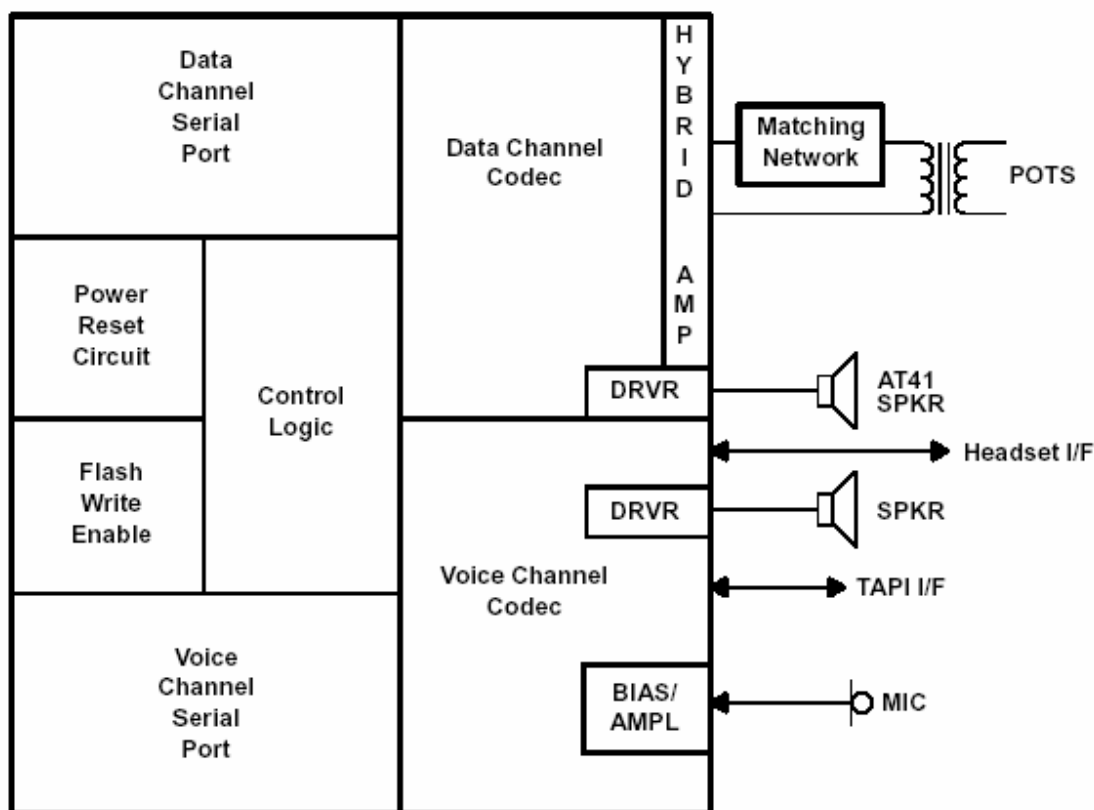 Data
Channel
Serial
Port
Data Channel
Codec
H
Y
B
R
I
D
A
M
P
Matching
Network
POTS
Power
Reset
Circuit
Control
Logic
DRVR
AT41
SPKR
Headset I/F
Flash
Write
Enable
DRVR
SPKR
Voice Channel
Codec
TAPI I/F
Voice
Channel
Serial
Port
BIAS/
AMPL
MIC